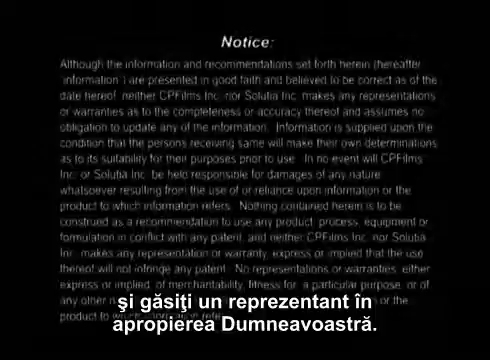 Notice:
Although the information and recommendations set forth herein (hereafter
"information") are presented in good faith and believed to be correct as of the
date hereof, neither CPFilms Inc. nor Solutia Inc. makes any representations
or warranties as to the completeness or accuracy thereof and assumes no
obligation to update any of the information. Information is supplied upon the
condition that the persons receiving same will make their own determinations
as to its suitability for their purposes prior to use. In no event will CPFilms
Inc. or Solutia Inc. be held responsible for damages of any nature
whatsoever resulting from the use of or reliance upon information or the
product to which information refers. Nothing contained herein is to be
construed as a recommendation to use any product, process, equipment or
formulation in conflict with any patent, and neither CPFilms Inc. nor Solutia
Inc. makes any representation or warranty, express or implied that the use
thereof will not infringe any patent. No representations or warranties, either
express or implied, of merchantability, fitness for a particular purpose, or of
any other n
s or the
product to
și găsiți un reprezentant în
apropierea Dumneavoastră.